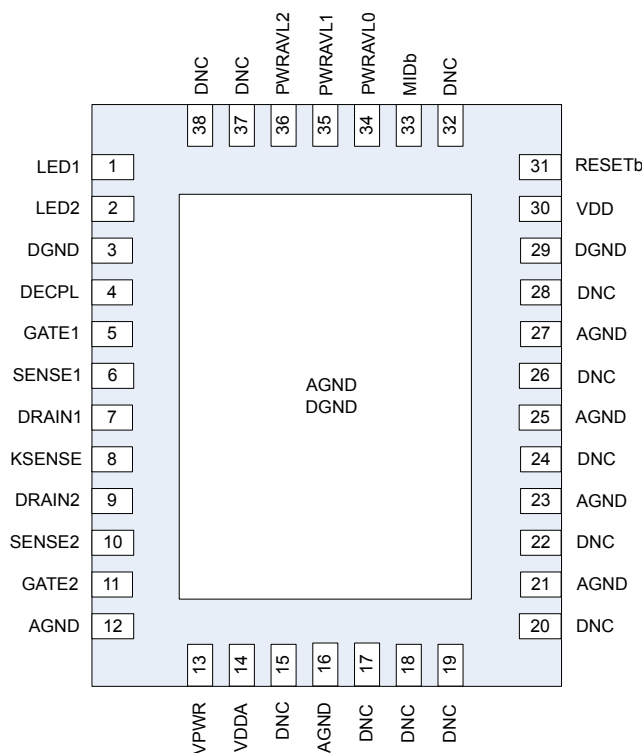 DNC DNC PWRAVL2 PWRAVL1 PWRAVL0 MIDb DNC
38 37 36 35 34 33 32
LED1 1
LED2 2
DGND 3
DECPL 4
GATE1 5
SENSE1 6
DRAIN1 7
KSENSE 8
DRAIN2 9
SENSE2 10
GATE2 11
AGND 12
AGND
DGND
31 RESETb
30 VDD
29 DGND
28 DNC
27 AGND
26 DNC
25 AGND
24 DNC
23 AGND
22 DNC
21 AGND
20 DNC
13 14 15 16 17 18 19
VPWR VDDA DNC AGND DNC DNC DNC